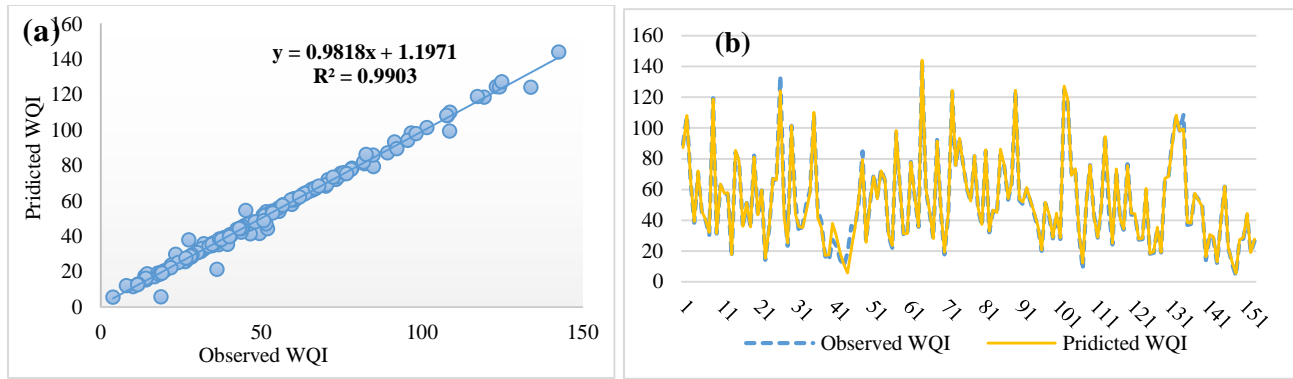 (a)
y = 0.9818x + 1.1971
R² = 0.9903
Pridicted WQI
160
140
120
100
80
60
40
20
0
0 50 100 150
Observed WQI
(b)
160
140
120
100
80
60
40
20
0
1 11 21 31 41 51 61 71 81 91 101 111 121 131 141 151
Observed WQI Pridicted WQI